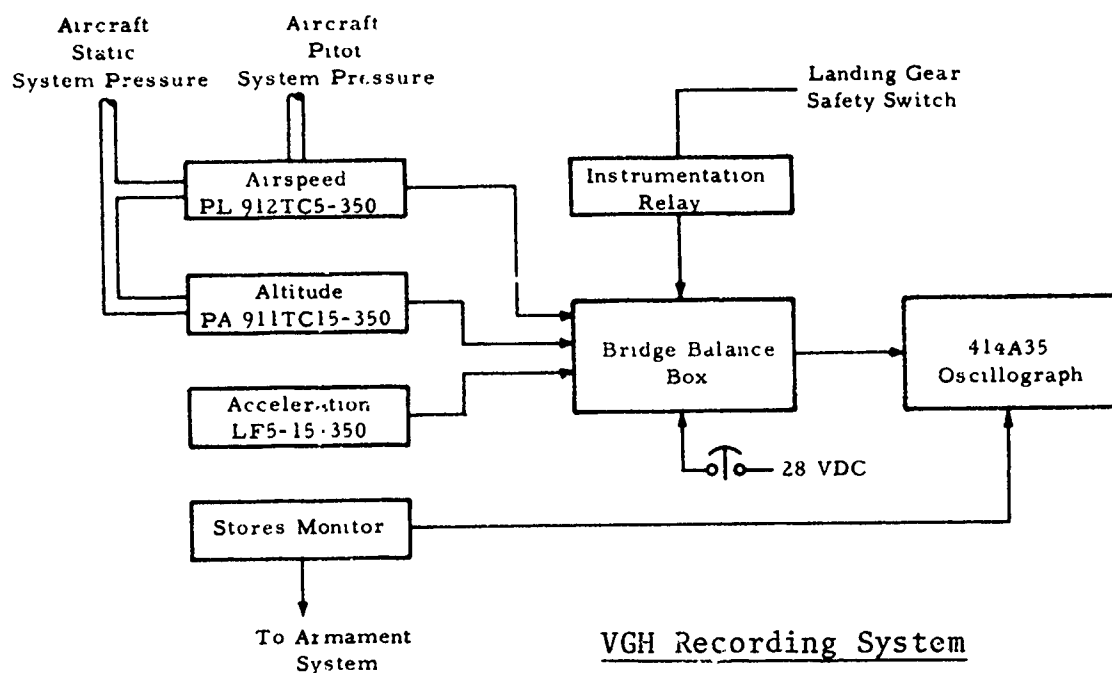 Aircraft
Static
System Pressure
Aircraft
Pitot
System Pressure
Landing Gear
Safety Switch
Airspeed
PL 912TC5-350
Instrumentation
Relay
Altitude
PA 911TC15-350
Bridge Balance
Box
414A35
Oscillograph
Acceleration
LF5-15-350
28 VDC
Stores Monitor
To Armament
System
VGH Recording System